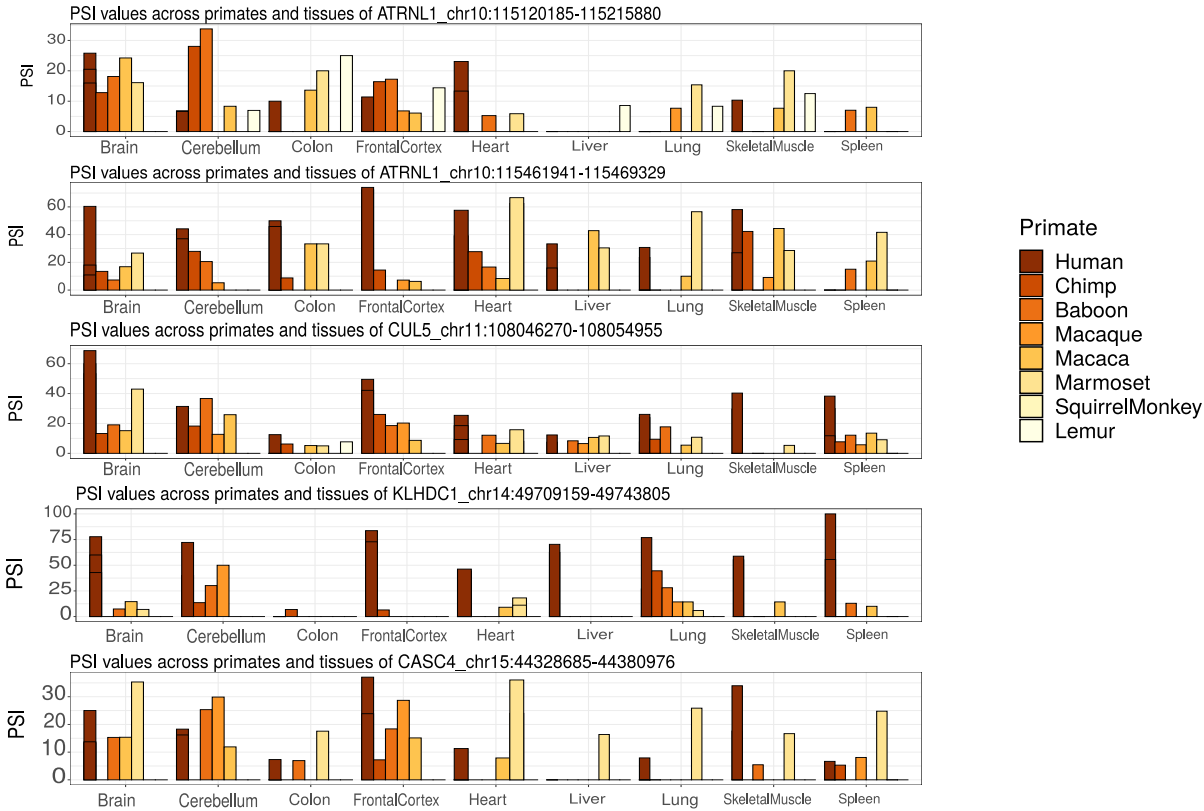 PSI values across primates and tissues of ATRNL1_chr10:115120185-115215880
PSI
30
20
10
0
Brain Cerebellum Colon FrontalCortex Heart Liver Lung SkeletalMuscle Spleen
PSI values across primates and tissues of ATRNL1_chr10:115461941-115469329
PSI
60
40
20
0
Brain Cerebellum Colon FrontalCortex Heart Liver Lung SkeletalMuscle Spleen
PSI values across primates and tissues of CUL5_chr11:108046270-108054955
PSI
60
40
20
0
Brain Cerebellum Colon FrontalCortex Heart Liver Lung SkeletalMuscle Spleen
PSI values across primates and tissues of KLHDC1_chr14:49709159-49743805
PSI
100
75
50
25
0
Brain Cerebellum Colon FrontalCortex Heart Liver Lung SkeletalMuscle Spleen
PSI values across primates and tissues of CASC4_chr15:44328685-44380976
PSI
30
20
10
0
Brain Cerebellum Colon FrontalCortex Heart Liver Lung SkeletalMuscle Spleen
Primate
Human
Chimp
Baboon
Macaque
Macaca
Marmoset
SquirrelMonkey
Lemur